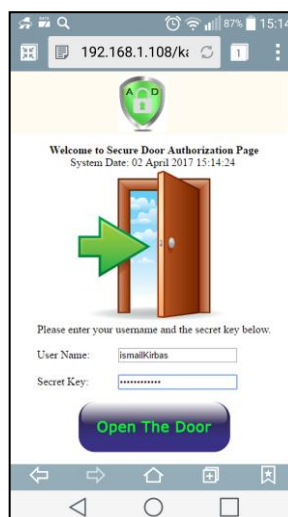 87% 15:14
192.168.1.108/ka 1
A D
Welcome to Secure Door Authorization Page
System Date: 02 April 2017 15:14:24
Please enter your username and the secret key below.
User Name: ismailKirbas
Secret Key: ••••••••••••
Open The Door